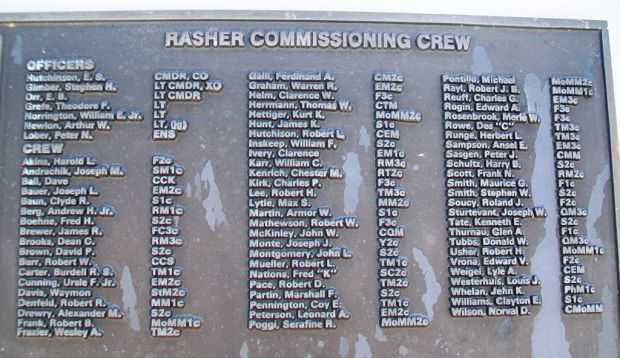 RASHER COMMISSIONING CREW
OFFICERS
Hutchinson, E. S. CMDR, CO
Gimber, Stephen H. LT CMDR, XO
Orr, E. B. LT CMDR
Grefe, Theodore F. LT
Norrington, William E. Jr. LT
Newlon, Arthur W. LT, (jg)
Lober, Peter N. ENS
CREW
Akins, Harold L. F2c
Andrachik, Joseph M. SM1c
Ball, Dave CCK
Bauer, Joseph L. EM2c
Baun, Clyde R. S1c
Berg, Andrew H. Jr. RM1c
Boehne, Fred H. S2c
Brewer, James R. FC3c
Brooks, Dean C. RM3c
Brown, David P. S2c
Burr, Robert W. CCS
Carter, Burdell R. S. TM1c
Cunning, Urale F. Jr. EM2c
Davis, Waymon StM2c
Denfeld, Robert R. MM1c
Drewry, Alexander M. S2c
Frank, Robert B. MoMM1c
Frazier, Wesley A. TM2c
Galli, Ferdinand A. CM2c
Graham, Warren R. EM2c
Helm, Clarence W. F3c
Herrmann, Thomas W. CTM
Hettiger, Kurt K. MoMM2c
Hunt, James K. S1c
Hutchison, Robert L. CEM
Inskeep, William F. S2c
Ivery, Clarence EM1c
Karr, William C. RM3c
Kenrich, Chester M. RT2c
Kirk, Charles P. F3c
Lee, Robert H. TM3c
Lytle, Max S. MM2c
Martin, Armor W. S1c
Mathewson, Robert W. F3c
McKinley, John W. CQM
Monte, Joseph J. Y2c
Montgomery, John L. S2c
Mueller, Robert L. TM1c
Nations, Fred "K" SC2c
Pace, Robert D. TM2c
Partin, Marshall F. EM1c
Pennington, Coy E. S2c
Peterson, Leonard A. EM2c
Poggi, Serafine R. MoMM2c
Pontillo, Michael MoMM2c
Rayl, Robert J. B. MoMM1c
Reuff, Charles G. EM3c
Rogin, Edward A. F3c
Rosenbrook, Merle W. F3c
Rowe, Des "C" TM3c
Runge, Herbert L. TM3c
Sampson, Ansel E. EM3c
Sasgen, Peter J. CMM
Schultz, Harry B. S2c
Scott, Frank N. RM2c
Smith, Maurice G. F1c
Smith, Stephen W. S2c
Soucy, Roland J. F2c
Sturtevant, Joseph W. QM3c
Tate, Kenneth E. S2c
Thurnau, Glen A. F1c
Tubbs, Donald W. QM3c
Usher, Robert I. MoMM1c
Vrona, Edward V. F2c
Weigel, Lyle A. CEM
Westerhuis, Louis J. S2c
Whelan, John K. PhM1c
Williams, Clayton E. S1c
Wilson, Norval D. CMoMM